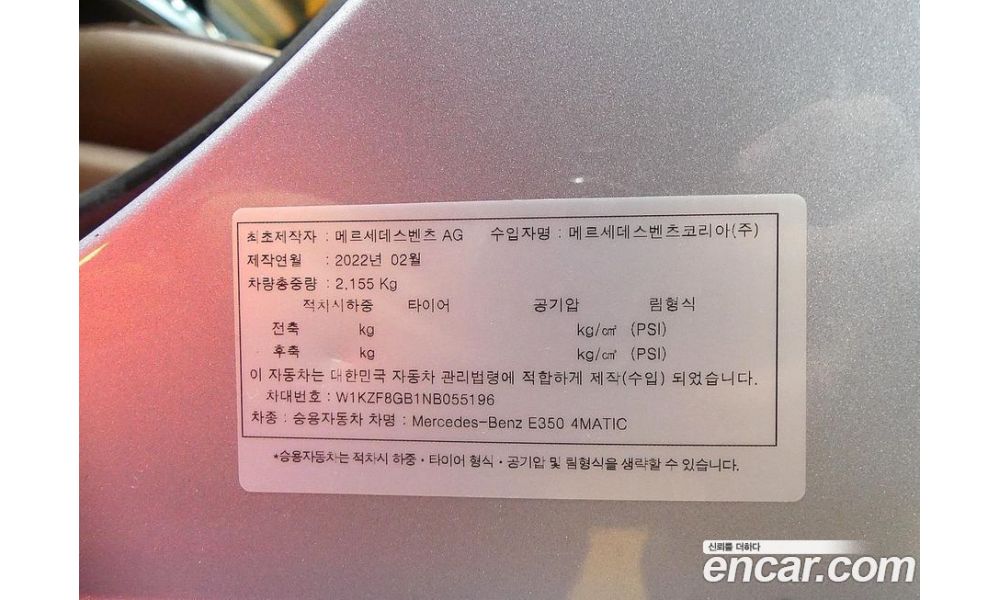 최초제작자 : 메르세데스벤츠 AG 수입자명 : 메르세데스벤츠코리아(주)
제작연월 : 2022년 02월
차량총중량 : 2,155 Kg
적차시하중 타이어 공기압 림형식
전축 kg kg/㎠ (PSI)
후축 kg kg/㎠ (PSI)
이 자동차는 대한민국 자동차 관리법령에 적합하게 제작(수입) 되었습니다.
차대번호 : W1KZF8GB1NB055196
차종 : 승용자동차 차명 : Mercedes-Benz E350 4MATIC
*승용자동차는 적차시 하중·타이어 형식·공기압 및 림형식을 생략할 수 있습니다.
신뢰를 더하다
encar.com